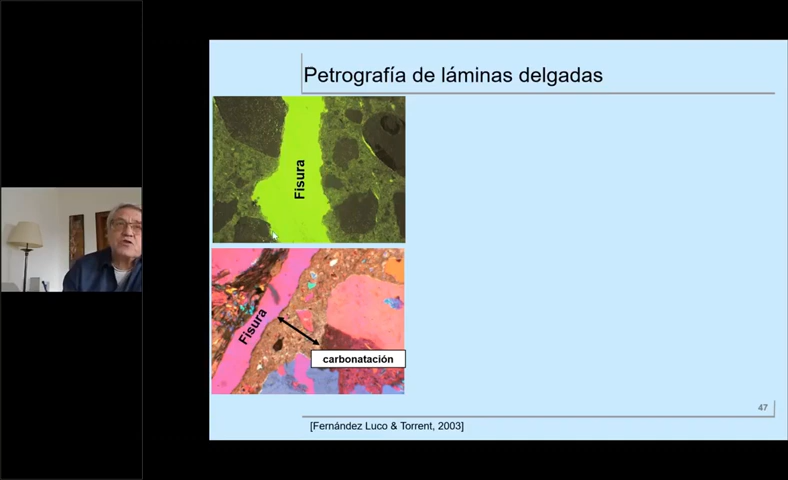 Petrografía de láminas delgadas
Fisura
Fisura
carbonatación
47
[Fernández Luco & Torrent, 2003]